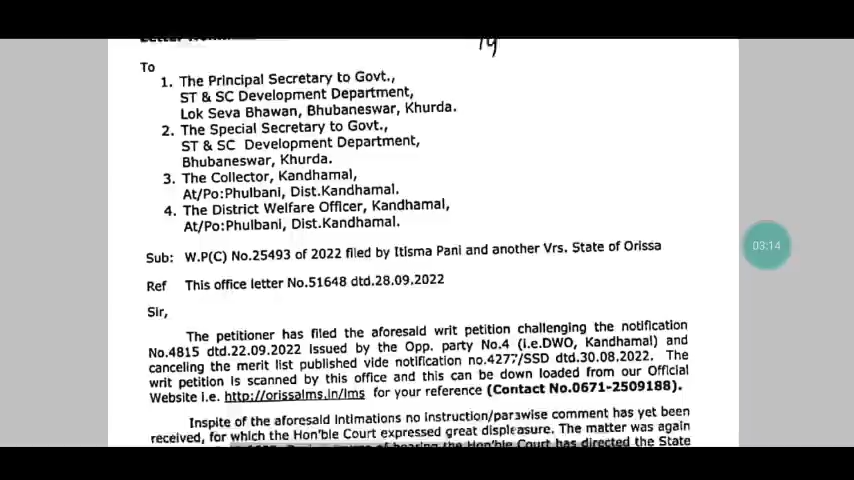 To
1. The Principal Secretary to Govt.,
ST & SC Development Department,
Lok Seva Bhawan, Bhubaneswar, Khurda.
2. The Special Secretary to Govt.,
ST & SC Development Department,
Bhubaneswar, Khurda.
3. The Collector, Kandhamal,
At/Po:Phulbani, Dist.Kandhamal.
4. The District Welfare Officer, Kandhamal,
At/Po:Phulbani, Dist.Kandhamal.
Sub: W.P(C) No.25493 of 2022 filed by Itisma Pani and another Vrs. State of Orissa
03:14
Ref This office letter No.51648 dtd.28.09.2022
Sir,
The petitioner has filed the aforesaid writ petition challenging the notification
No.4815 dtd.22.09.2022 issued by the Opp. party No.4 (i.e.DWO, Kandhamal) and
canceling the merit list published vide notification no.4277/SSD dtd.30.08.2022. The
writ petition is scanned by this office and this can be down loaded from our Official
Website i.e. http://orissalms.in/lms for your reference (Contact No.0671-2509188).
Inspite of the aforesaid intimations no instruction/parawise comment has yet been
received, for which the Hon'ble Court expressed great displeasure. The matter was again
hearing the Hon'ble Court has directed the State